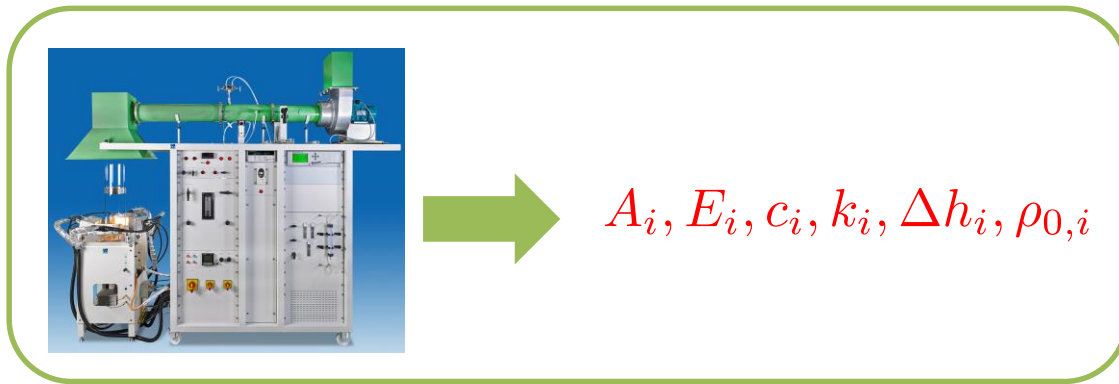 A_i, E_i, c_i, k_i, Δh_i, ρ_{0,i}